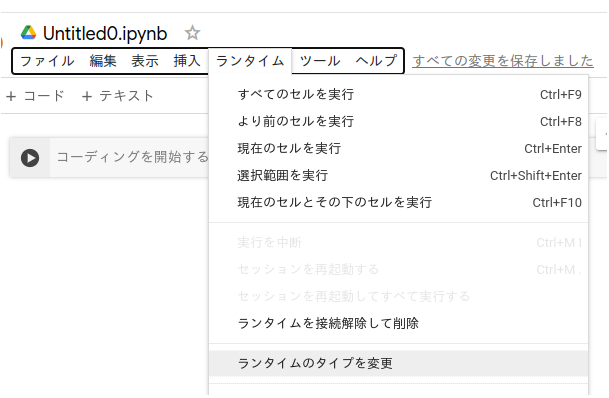 Untitled0.ipynb
ファイル 編集 表示 挿入 ランタイム ツール ヘルプ すべての変更を保存しました
+ コード + テキスト
コーディングを開始する
すべてのセルを実行 Ctrl+F9
より前のセルを実行 Ctrl+F8
現在のセルを実行 Ctrl+Enter
選択範囲を実行 Ctrl+Shift+Enter
現在のセルとその下のセルを実行 Ctrl+F10
実行を中断 Ctrl+M I
セッションを再起動する Ctrl+M .
セッションを再起動してすべて実行する
ランタイムを接続解除して削除
ランタイムのタイプを変更